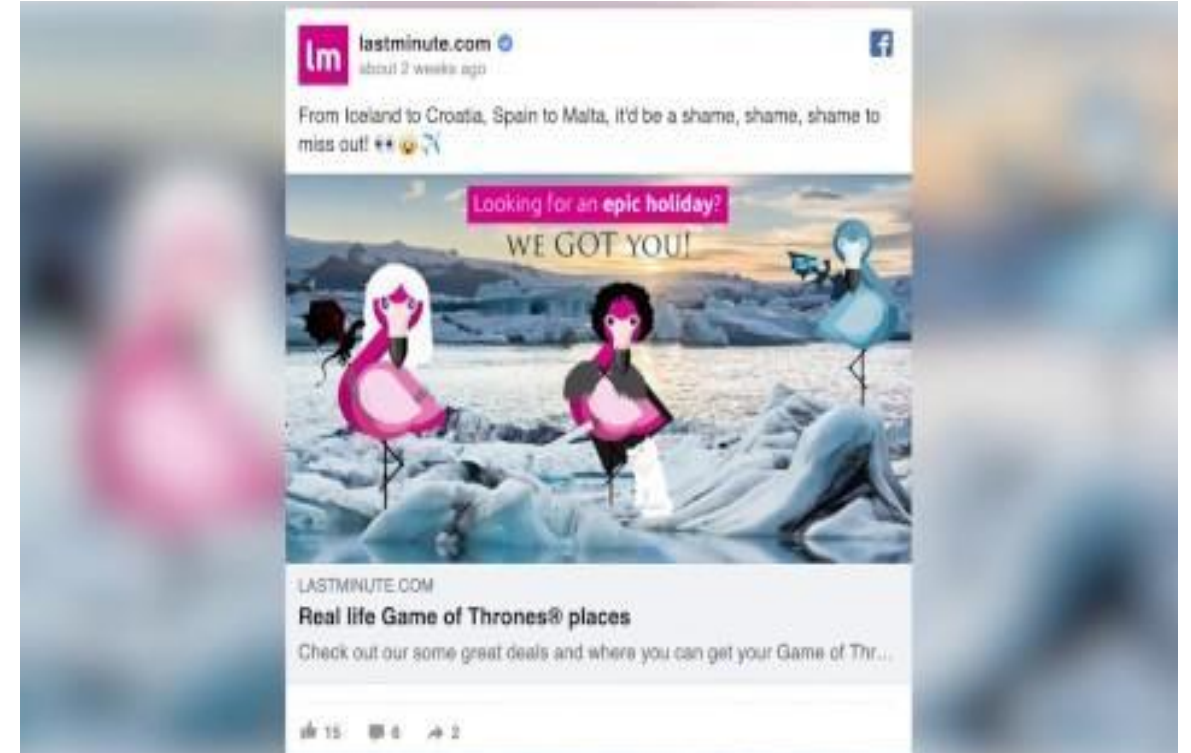 lm
lastminute.com
about 2 weeks ago
From Iceland to Croatia, Spain to Malta, it'd be a shame, shame, shame to
miss out! 👀 😮 ✈️
Looking for an epic holiday?
WE GOT YOU!
LASTMINUTE.COM
Real life Game of Thrones® places
Check out our some great deals and where you can get your Game of Thr...
15 6 2